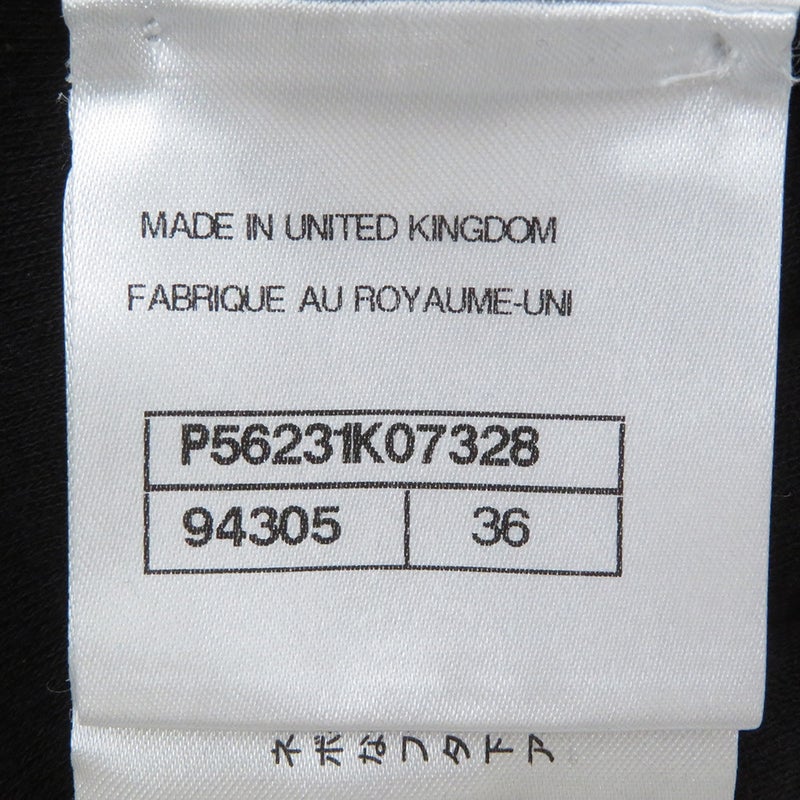 MADE IN UNITED KINGDOM
FABRIQUE AU ROYAUME-UNI
P56231K07328
94305 36